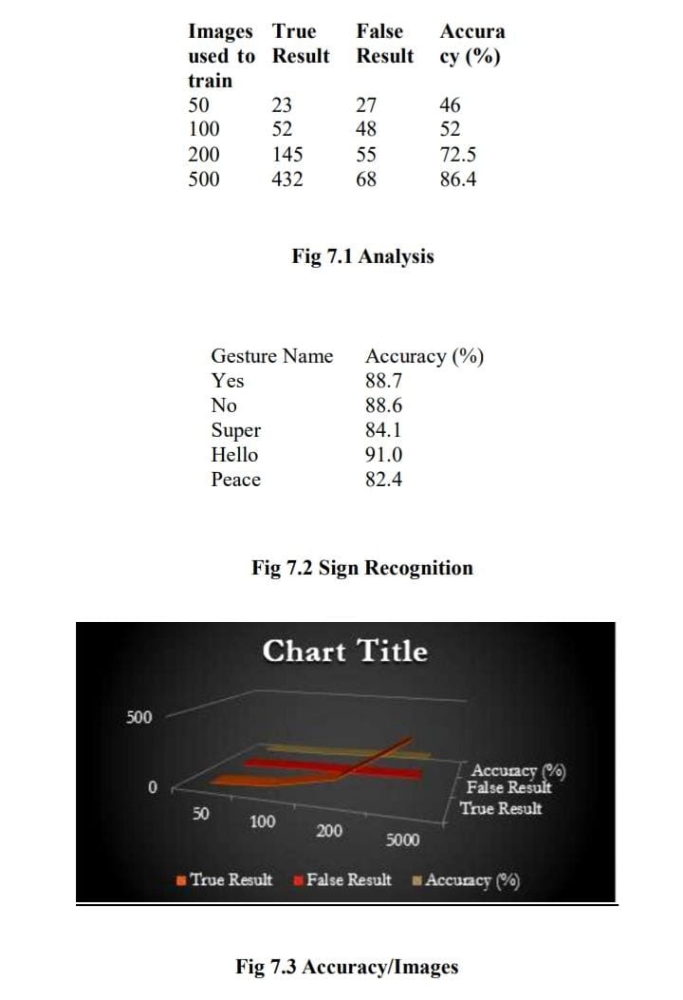 Images True False Accura
used to Result Result cy (%)
train
50 23 27 46
100 52 48 52
200 145 55 72.5
500 432 68 86.4
Fig 7.1 Analysis
Gesture Name Accuracy (%)
Yes 88.7
No 88.6
Super 84.1
Hello 91.0
Peace 82.4
Fig 7.2 Sign Recognition
Chart Title
500
0
50
100
200
5000
Accuracy (%)
False Result
True Result
True Result False Result Accuracy (%)
Fig 7.3 Accuracy/Images